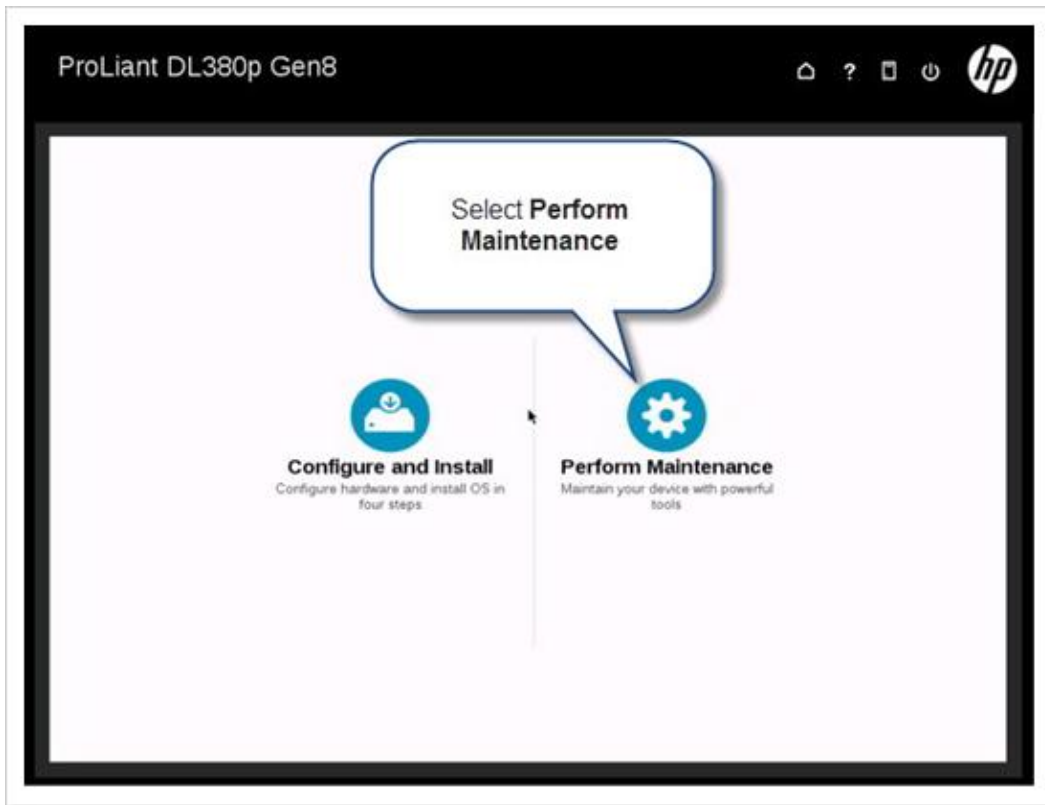 ProLiant DL380p Gen8
?
hp
Select Perform
Maintenance
Configure and Install
Configure hardware and install OS in
four steps
Perform Maintenance
Maintain your device with powerful
tools